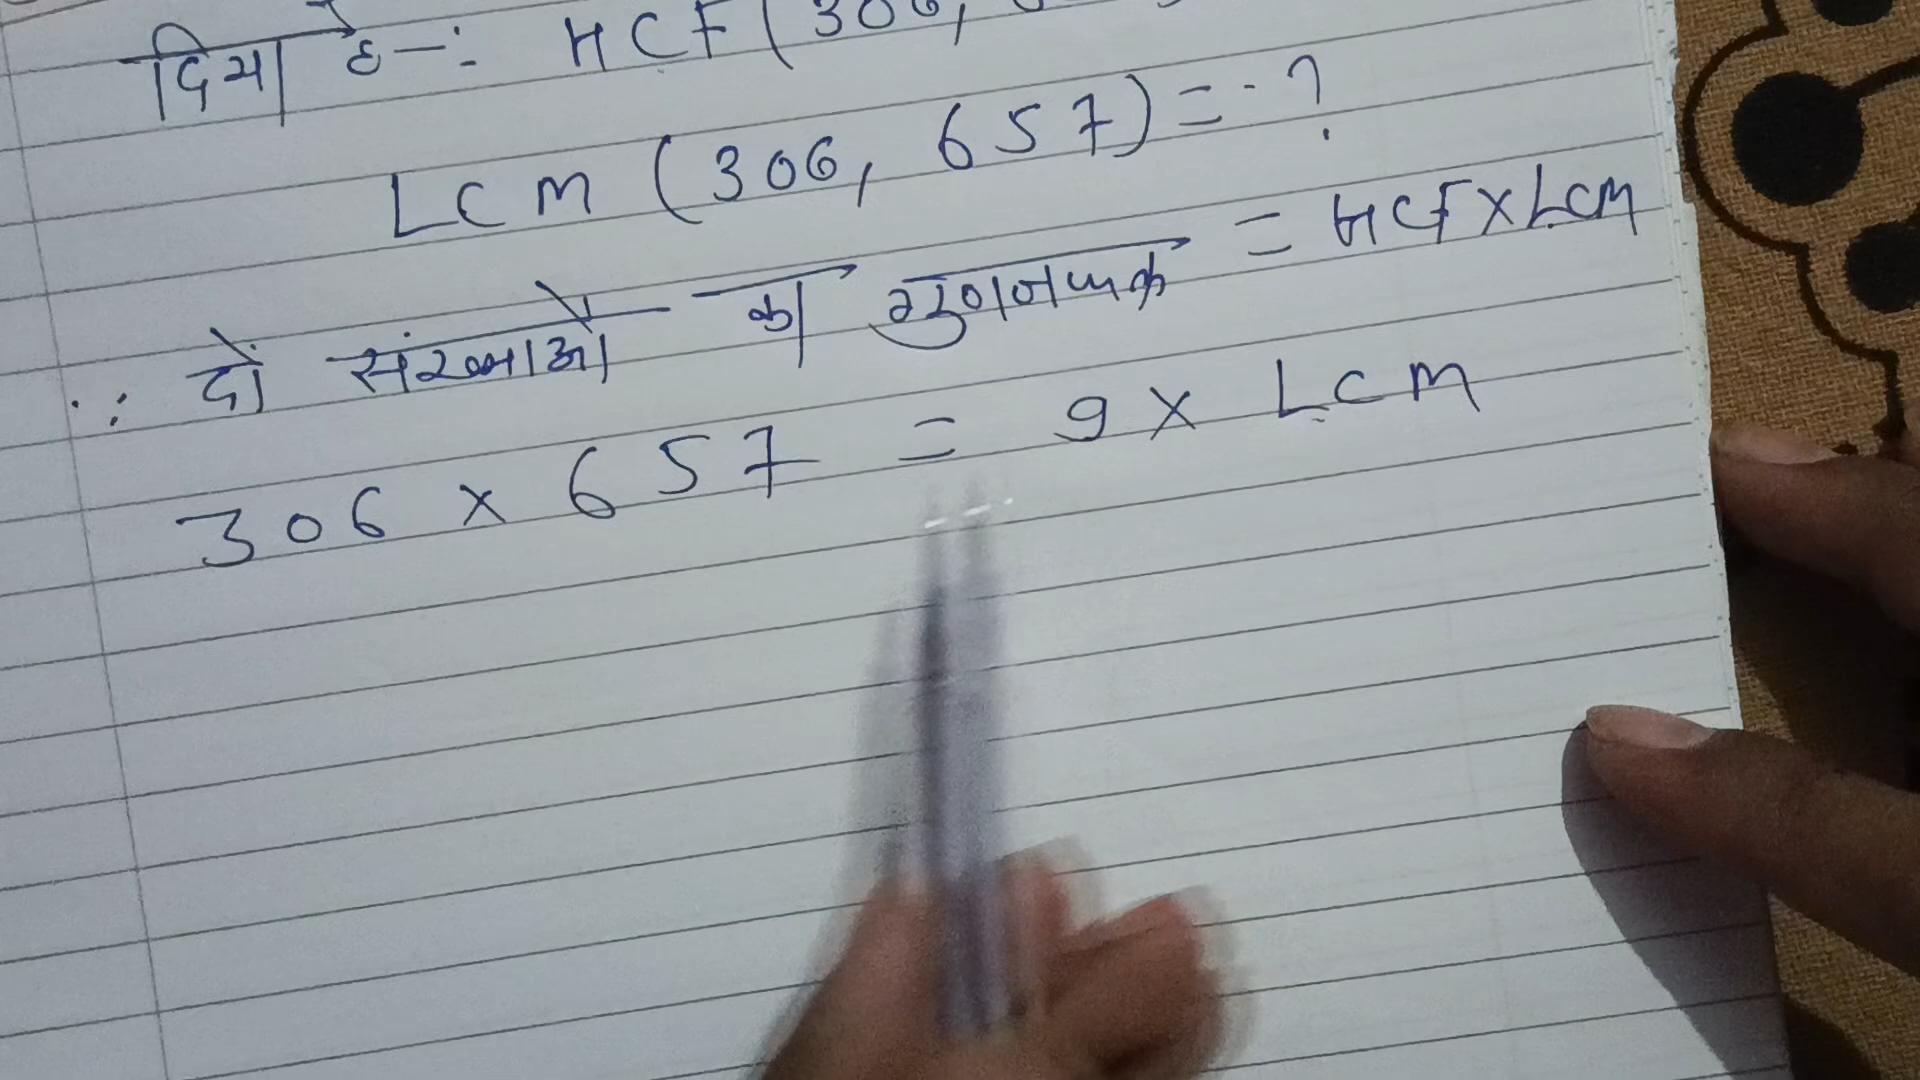 दिया है-: HCF (306,
LCM (306, 657) = ?
∵ दो संख्याओं का गुणनफल = HCF X LCM
306 x 657 = 9 X LCM